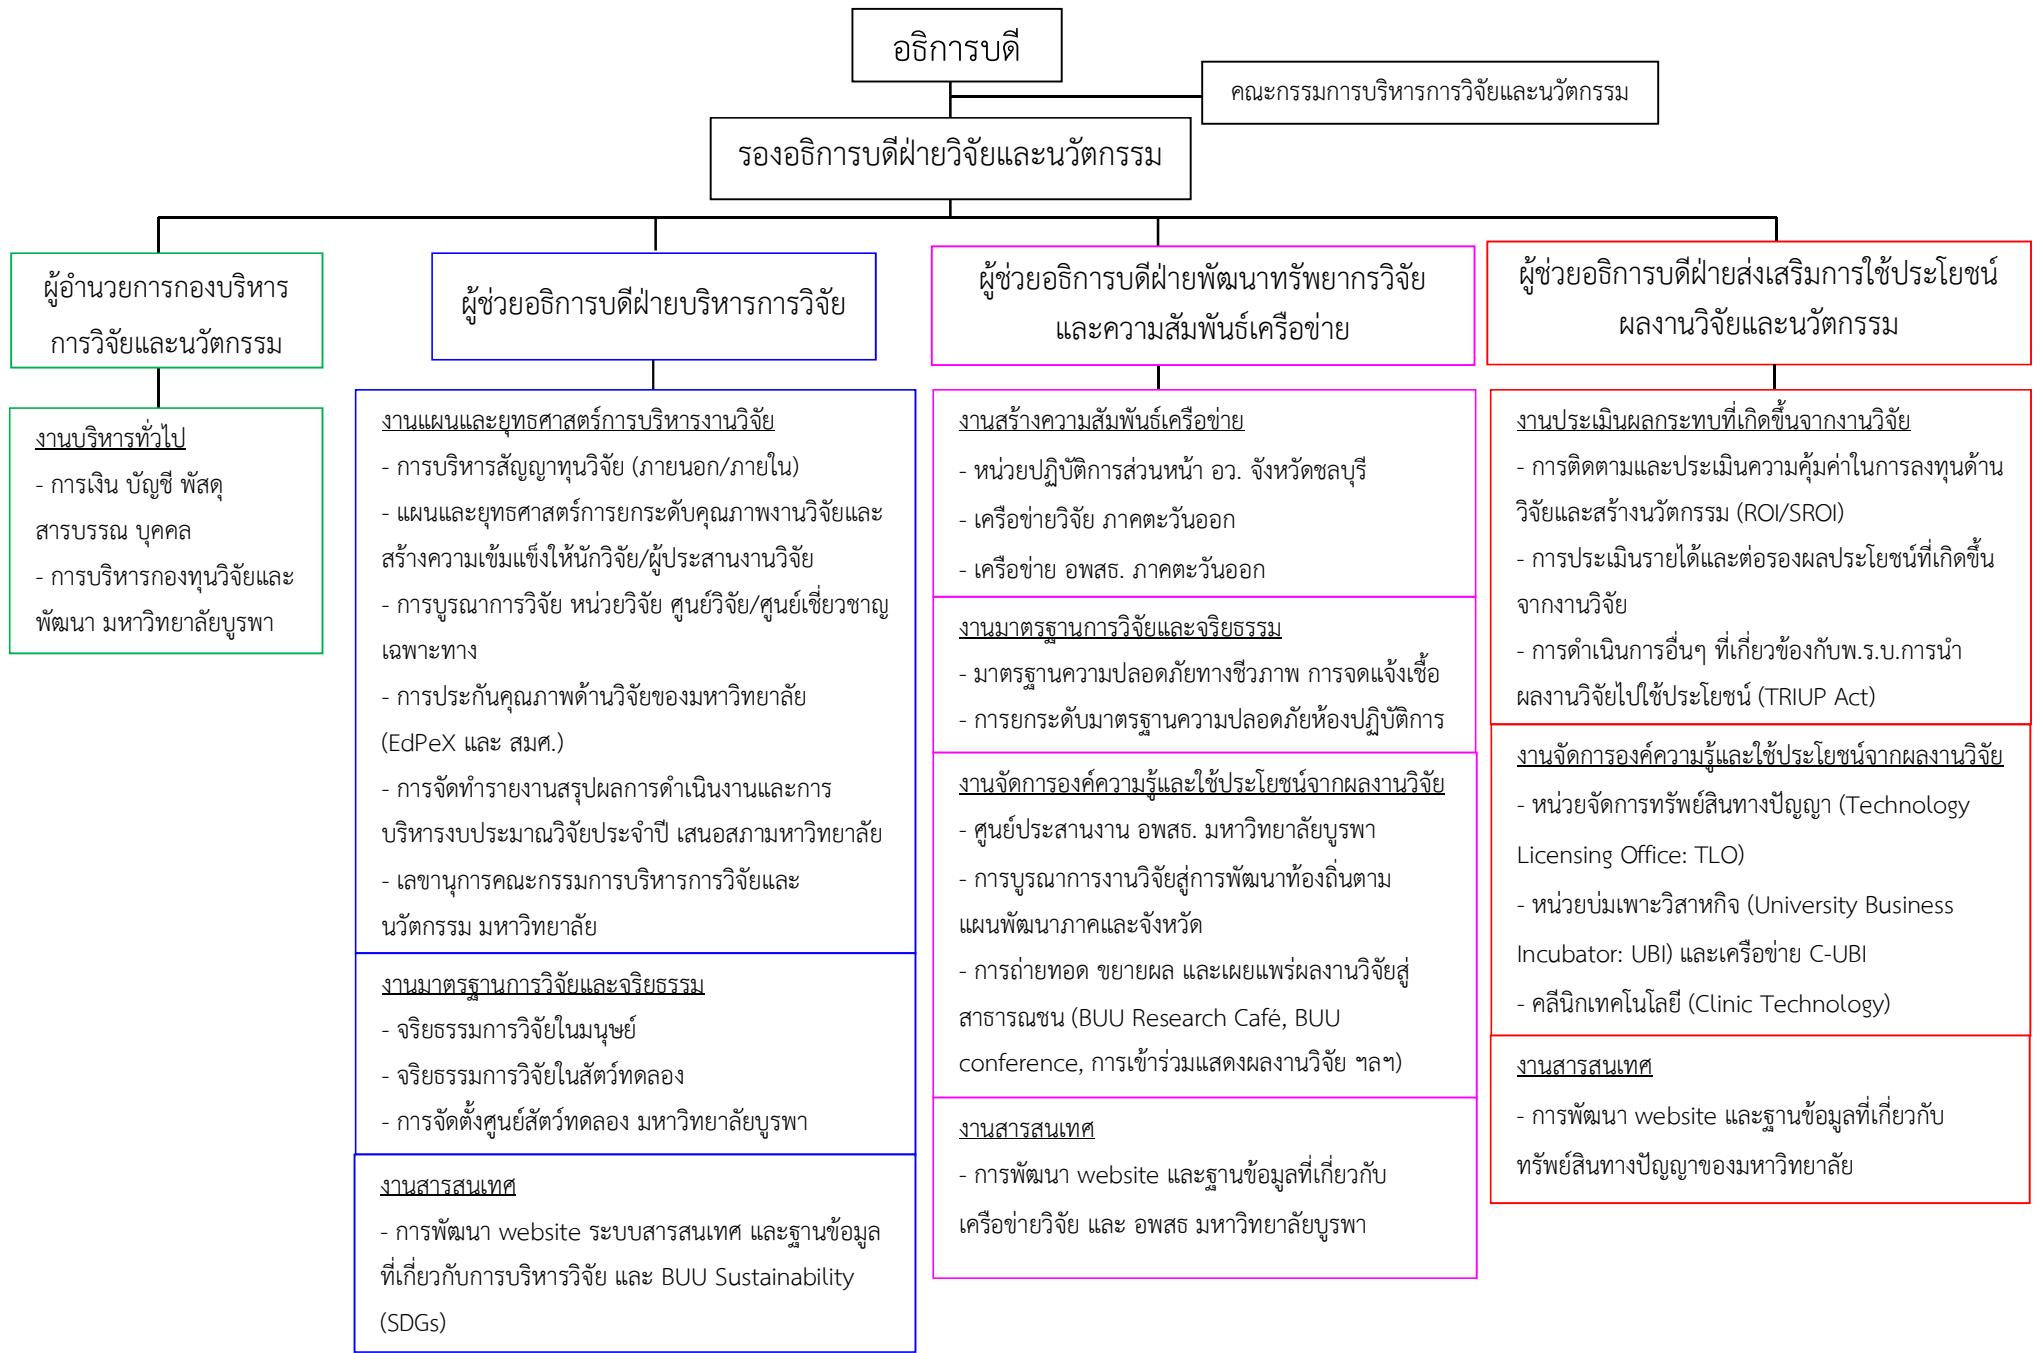 อธิการบดี
คณะกรรมการบริหารการวิจัยและนวัตกรรม
รองอธิการบดีฝ่ายวิจัยและนวัตกรรม
ผู้อำนวยการกองบริหาร
การวิจัยและนวัตกรรม
งานบริหารทั่วไป
- การเงิน บัญชี พัสดุ
สารบรรณ บุคคล
- การบริหารกองทุนวิจัยและ
พัฒนา มหาวิทยาลัยบูรพา
ผู้ช่วยอธิการบดีฝ่ายบริหารการวิจัย
งานแผนและยุทธศาสตร์การบริหารงานวิจัย
- การบริหารสัญญาทุนวิจัย (ภายนอก/ภายใน)
- แผนและยุทธศาสตร์การยกระดับคุณภาพงานวิจัยและ
สร้างความเข้มแข็งให้นักวิจัย/ผู้ประสานงานวิจัย
- การบูรณาการวิจัย หน่วยวิจัย ศูนย์วิจัย/ศูนย์เชี่ยวชาญ
เฉพาะทาง
- การประกันคุณภาพด้านวิจัยของมหาวิทยาลัย
(EdPeX และ สมศ.)
- การจัดทำรายงานสรุปผลการดำเนินงานและการ
บริหารงบประมาณวิจัยประจำปี เสนอสภามหาวิทยาลัย
- เลขานุการคณะกรรมการบริหารการวิจัยและ
นวัตกรรม มหาวิทยาลัย
งานมาตรฐานการวิจัยและจริยธรรม
- จริยธรรมการวิจัยในมนุษย์
- จริยธรรมการวิจัยในสัตว์ทดลอง
- การจัดตั้งศูนย์สัตว์ทดลอง มหาวิทยาลัยบูรพา
งานสารสนเทศ
- การพัฒนา website ระบบสารสนเทศ และฐานข้อมูล
ที่เกี่ยวกับการบริหารวิจัย และ BUU Sustainability
(SDGs)
ผู้ช่วยอธิการบดีฝ่ายพัฒนาทรัพยากรวิจัย
และความสัมพันธ์เครือข่าย
งานสร้างความสัมพันธ์เครือข่าย
- หน่วยปฏิบัติการส่วนหน้า อว. จังหวัดชลบุรี
- เครือข่ายวิจัย ภาคตะวันออก
- เครือข่าย อพสธ. ภาคตะวันออก
งานมาตรฐานการวิจัยและจริยธรรม
- มาตรฐานความปลอดภัยทางชีวภาพ การจดแจ้งเชื้อ
- การยกระดับมาตรฐานความปลอดภัยห้องปฏิบัติการ
งานจัดการองค์ความรู้และใช้ประโยชน์จากผลงานวิจัย
- ศูนย์ประสานงาน อพสธ. มหาวิทยาลัยบูรพา
- การบูรณาการงานวิจัยสู่การพัฒนาท้องถิ่นตาม
แผนพัฒนาภาคและจังหวัด
- การถ่ายทอด ขยายผล และเผยแพร่ผลงานวิจัยสู่
สาธารณชน (BUU Research Café, BUU
conference, การเข้าร่วมแสดงผลงานวิจัย ฯลฯ)
งานสารสนเทศ
- การพัฒนา website และฐานข้อมูลที่เกี่ยวกับ
เครือข่ายวิจัย และ อพสธ มหาวิทยาลัยบูรพา
ผู้ช่วยอธิการบดีฝ่ายส่งเสริมการใช้ประโยชน์
ผลงานวิจัยและนวัตกรรม
งานประเมินผลกระทบที่เกิดขึ้นจากงานวิจัย
- การติดตามและประเมินความคุ้มค่าในการลงทุนด้าน
วิจัยและสร้างนวัตกรรม (ROI/SROI)
- การประเมินรายได้และต่อรองผลประโยชน์ที่เกิดขึ้น
จากงานวิจัย
- การดำเนินการอื่นๆ ที่เกี่ยวข้องกับพ.ร.บ.การนำ
ผลงานวิจัยไปใช้ประโยชน์ (TRIUP Act)
งานจัดการองค์ความรู้และใช้ประโยชน์จากผลงานวิจัย
- หน่วยจัดการทรัพย์สินทางปัญญา (Technology
Licensing Office: TLO)
- หน่วยบ่มเพาะวิสาหกิจ (University Business
Incubator: UBI) และเครือข่าย C-UBI
- คลีนิกเทคโนโลยี (Clinic Technology)
งานสารสนเทศ
- การพัฒนา website และฐานข้อมูลที่เกี่ยวกับ
ทรัพย์สินทางปัญญาของมหาวิทยาลัย